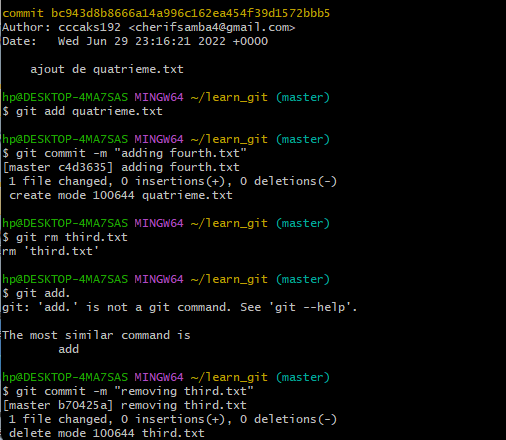 commit bc943d8b8666a14a996c162ea454f39d1572bbb5
Author: cccaks192 <cherifsamba4@gmail.com>
Date:   Wed Jun 29 23:16:21 2022 +0000
    ajout de quatrieme.txt
hp@DESKTOP-4MA7SAS MINGW64 ~/learn_git (master)
$ git add quatrieme.txt
hp@DESKTOP-4MA7SAS MINGW64 ~/learn_git (master)
$ git commit -m "adding fourth.txt"
[master c4d3635] adding fourth.txt
 1 file changed, 0 insertions(+), 0 deletions(-)
 create mode 100644 quatrieme.txt
hp@DESKTOP-4MA7SAS MINGW64 ~/learn_git (master)
$ git rm third.txt
rm 'third.txt'
hp@DESKTOP-4MA7SAS MINGW64 ~/learn_git (master)
$ git add.
git: 'add.' is not a git command. See 'git --help'.
The most similar command is
        add
hp@DESKTOP-4MA7SAS MINGW64 ~/learn_git (master)
$ git commit -m "removing third.txt"
[master b70425a] removing third.txt
 1 file changed, 0 insertions(+), 0 deletions(-)
 delete mode 100644 third.txt